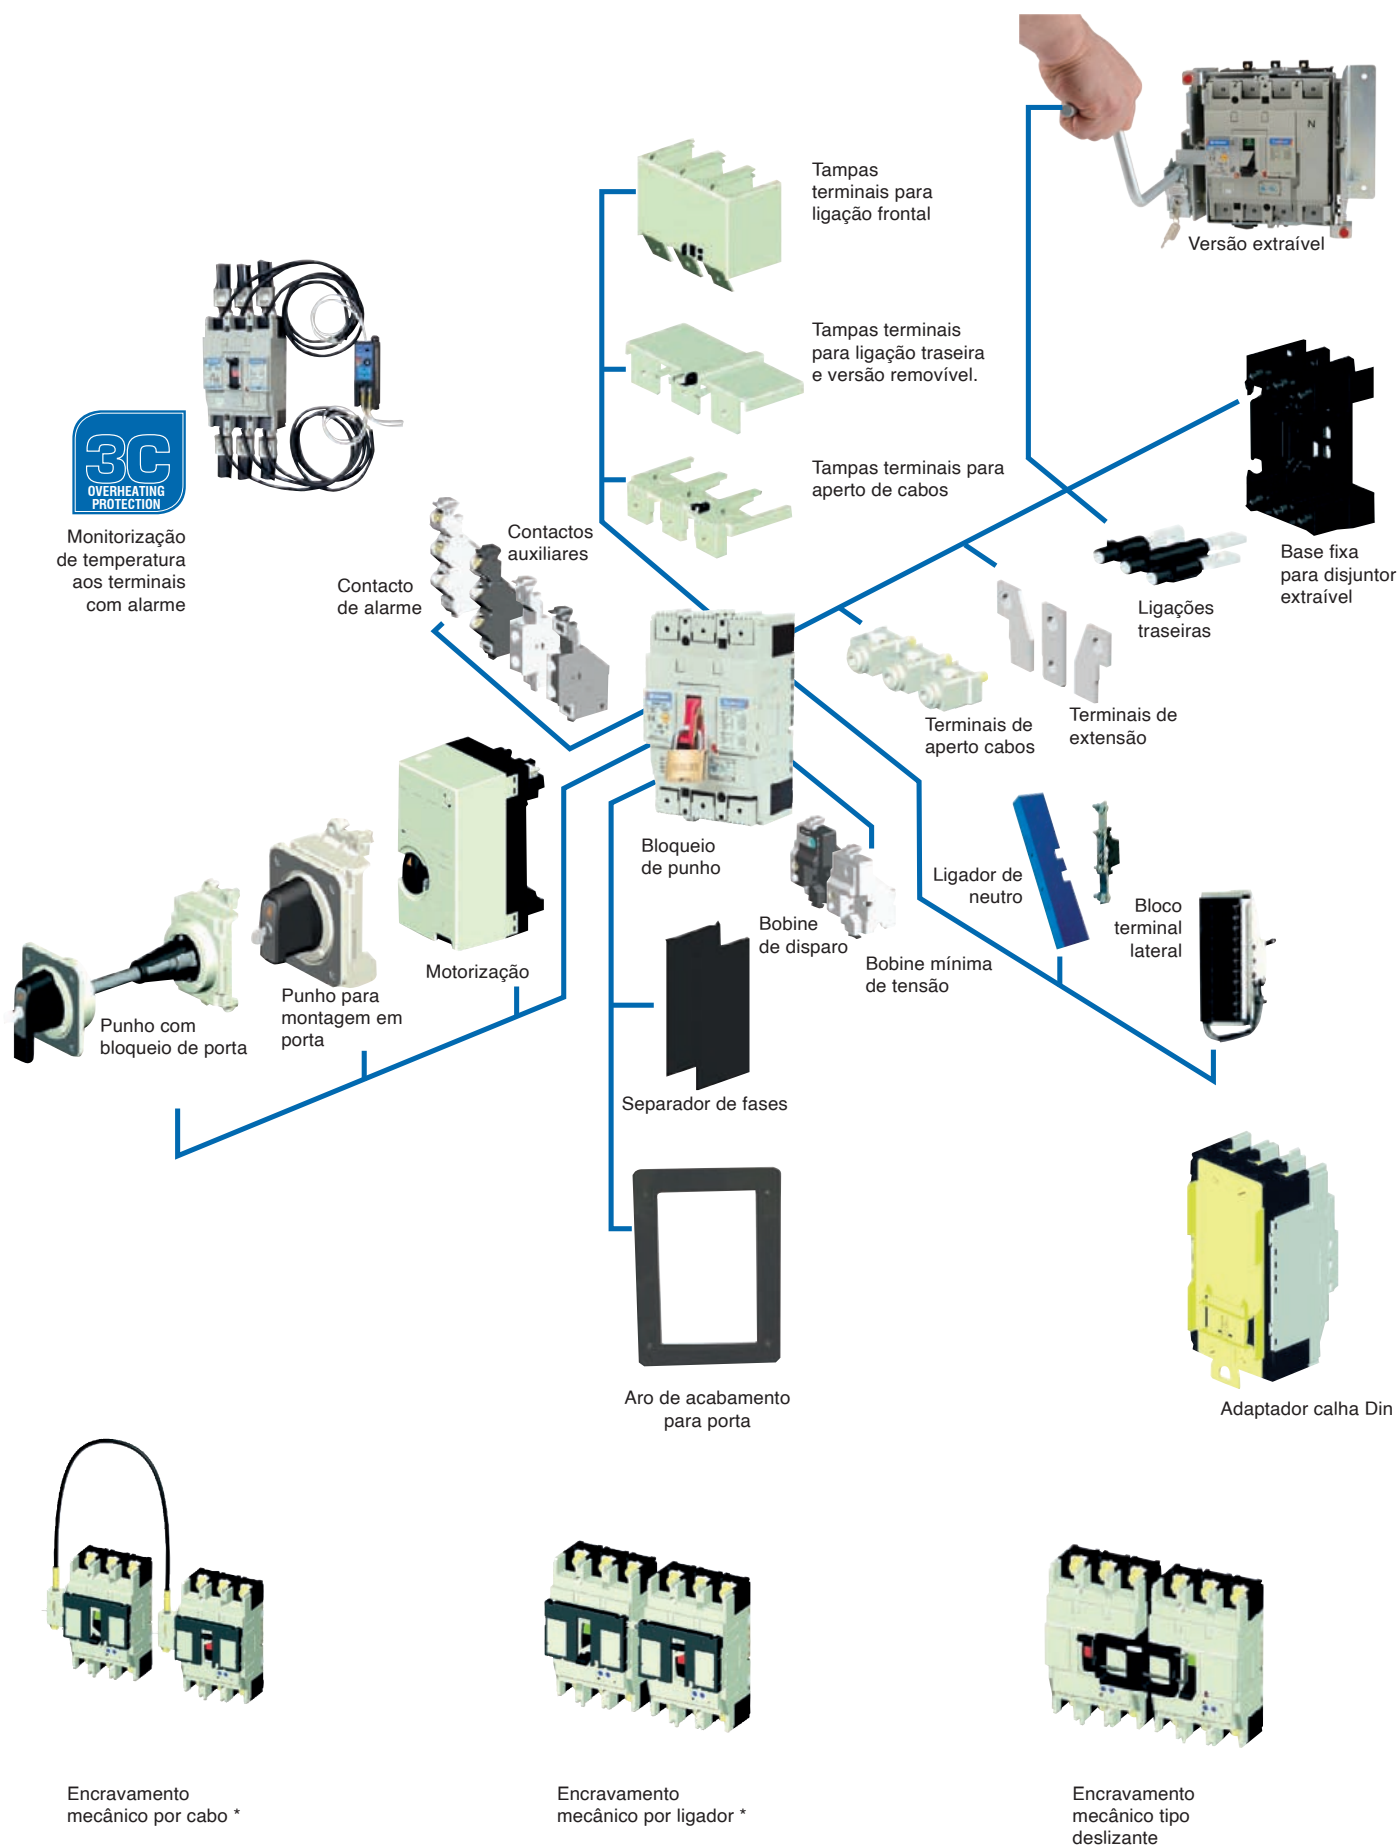 Tampas
terminais para
ligação frontal
N
Versão extraível
Tampas terminais
para ligação traseira
e versão removível.
3C
OVERHEATING
PROTECTION
Tampas terminais para
aperto de cabos
Monitorização
de temperatura
aos terminais
com alarme
Contactos
auxiliares
Contacto
de alarme
Base fixa
para disjuntor
extraível
Ligações
traseiras
Terminais de
aperto cabos
Terminais de
extensão
Bloqueio
de punho
Ligador de
neutro
Bloco
terminal
lateral
Bobine
de disparo
Bobine mínima
de tensão
Motorização
Punho para
montagem em
porta
Punho com
bloqueio de porta
Separador de fases
Aro de acabamento
para porta
Adaptador calha Din
Encravamento
mecânico por cabo *
Encravamento
mecânico por ligador *
Encravamento
mecânico tipo
deslizante